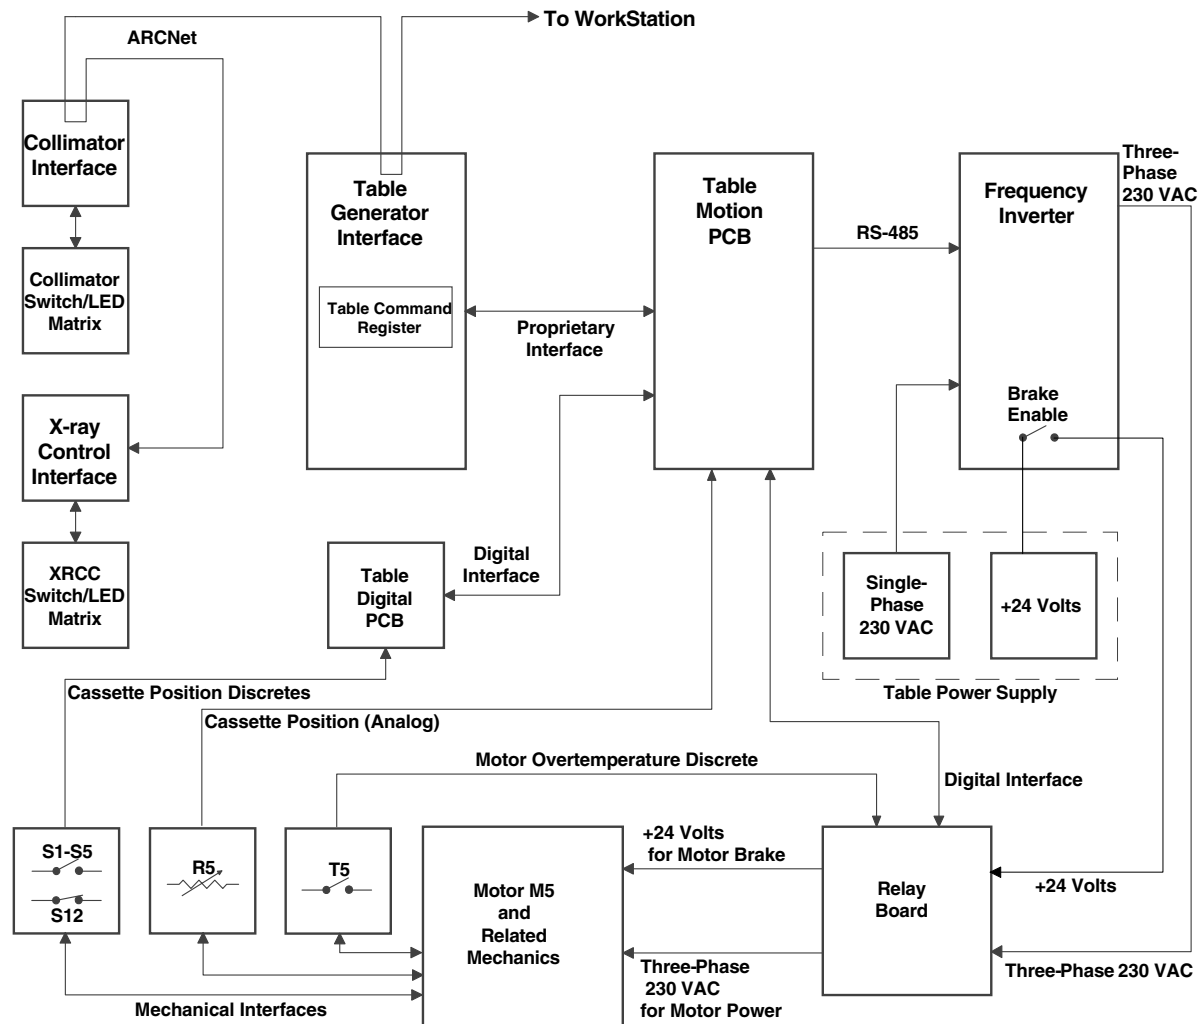 To WorkStation
ARCNet
Collimator
Interface
Collimator
Switch/LED
Matrix
X-ray
Control
Interface
XRCC
Switch/LED
Matrix
Table
Generator
Interface
Table Command
Register
Proprietary
Interface
Table
Motion
PCB
RS-485
Frequency
Inverter
Three-
Phase
230 VAC
Brake
Enable
Table
Digital
PCB
Digital
Interface
Single-
Phase
230 VAC
+24 Volts
Table Power Supply
Cassette Position Discretes
Cassette Position (Analog)
Motor Overtemperature Discrete
Digital Interface
S1-S5
S12
R5
T5
Motor M5
and
Related
Mechanics
+24 Volts
for Motor Brake
Relay
Board
+24 Volts
Three-Phase
230 VAC
for Motor Power
Three-Phase 230 VAC
Mechanical Interfaces